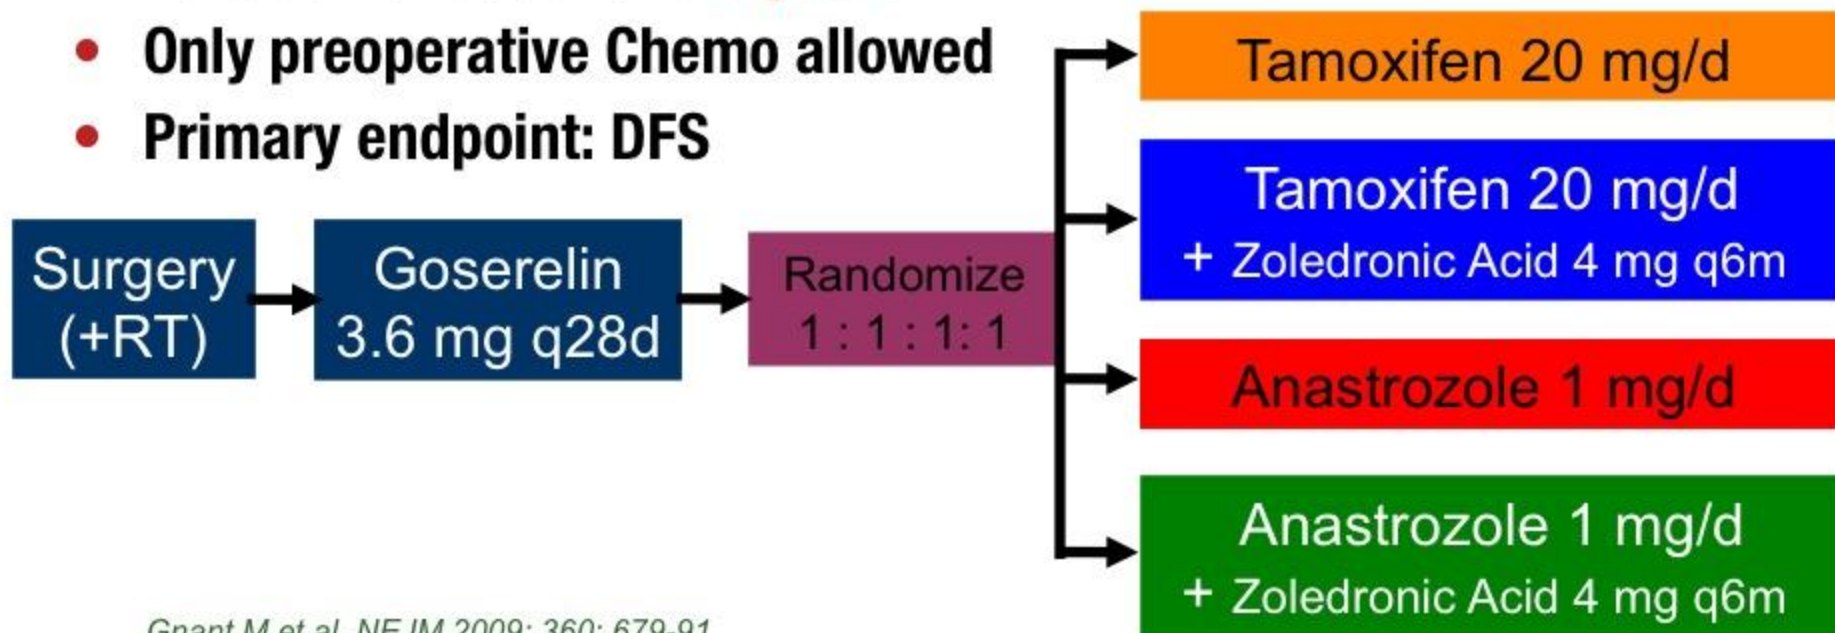 • Only preoperative Chemo allowed
• Primary endpoint: DFS
Surgery
(+RT)
Goserelin
3.6 mg q28d
Randomize
1 : 1 : 1: 1
Tamoxifen 20 mg/d
Tamoxifen 20 mg/d
+ Zoledronic Acid 4 mg q6m
Anastrozole 1 mg/d
Anastrozole 1 mg/d
+ Zoledronic Acid 4 mg q6m
Gnant M et al, NEJM 2009; 360: 679-91